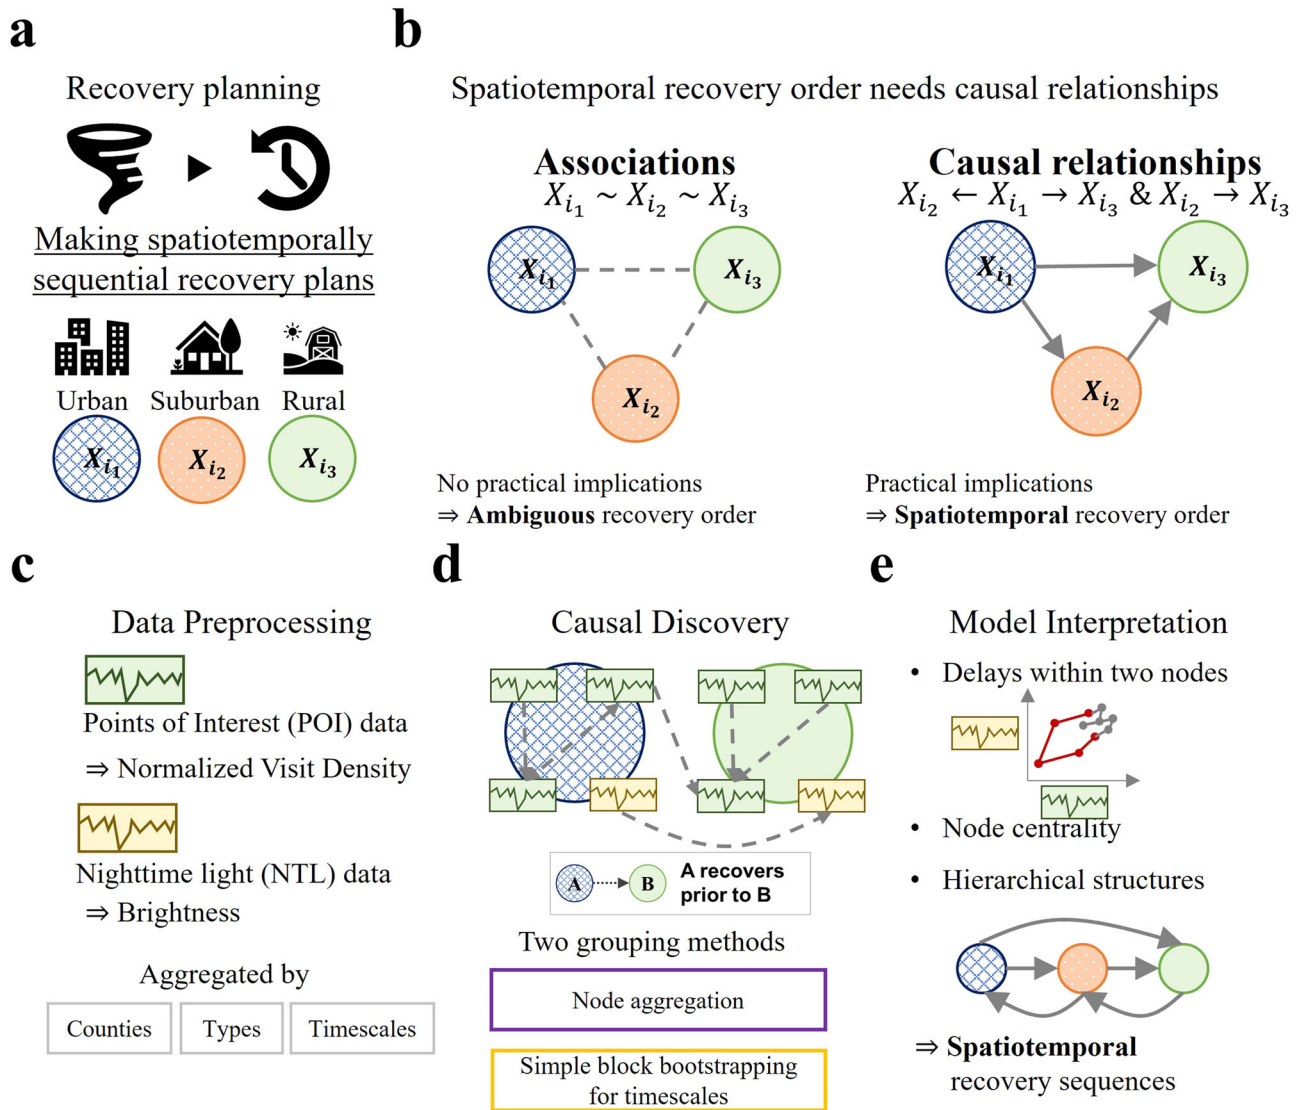 a
Recovery planning
Making spatiotemporally
sequential recovery plans
Urban Suburban Rural
X_{i_1} X_{i_2} X_{i_3}
b
Spatiotemporal recovery order needs causal relationships
Associations
X_{i_1} ~ X_{i_2} ~ X_{i_3}
X_{i_1} X_{i_3}
X_{i_2}
No practical implications
⇒ Ambiguous recovery order
Causal relationships
X_{i_2} ← X_{i_1} → X_{i_3} & X_{i_2} → X_{i_3}
X_{i_1} X_{i_3}
X_{i_2}
Practical implications
⇒ Spatiotemporal recovery order
c
Data Preprocessing
Points of Interest (POI) data
⇒ Normalized Visit Density
Nighttime light (NTL) data
⇒ Brightness
Aggregated by
Counties Types Timescales
d
Causal Discovery
A B A recovers
prior to B
Two grouping methods
Node aggregation
Simple block bootstrapping
for timescales
e
Model Interpretation
• Delays within two nodes
• Node centrality
• Hierarchical structures
⇒ Spatiotemporal
recovery sequences